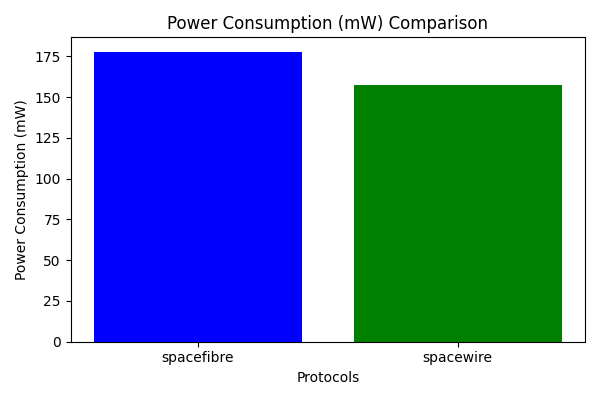 Power Consumption (mW) Comparison
Power Consumption (mW)
175
150
125
100
75
50
25
0
spacefibre
spacewire
Protocols